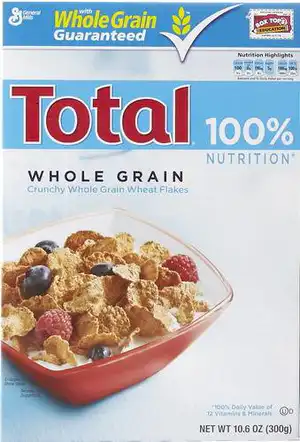 General
Mills
with
Whole Grain
Guaranteed
BOX TOPS
EDUCATION
Nutrition Highlights
Total
100%
NUTRITION*
WHOLE GRAIN
Crunchy Whole Grain Wheat Flakes
*100% Daily Value of
12 Vitamins & Minerals
NET WT 10.6 OZ (300g)